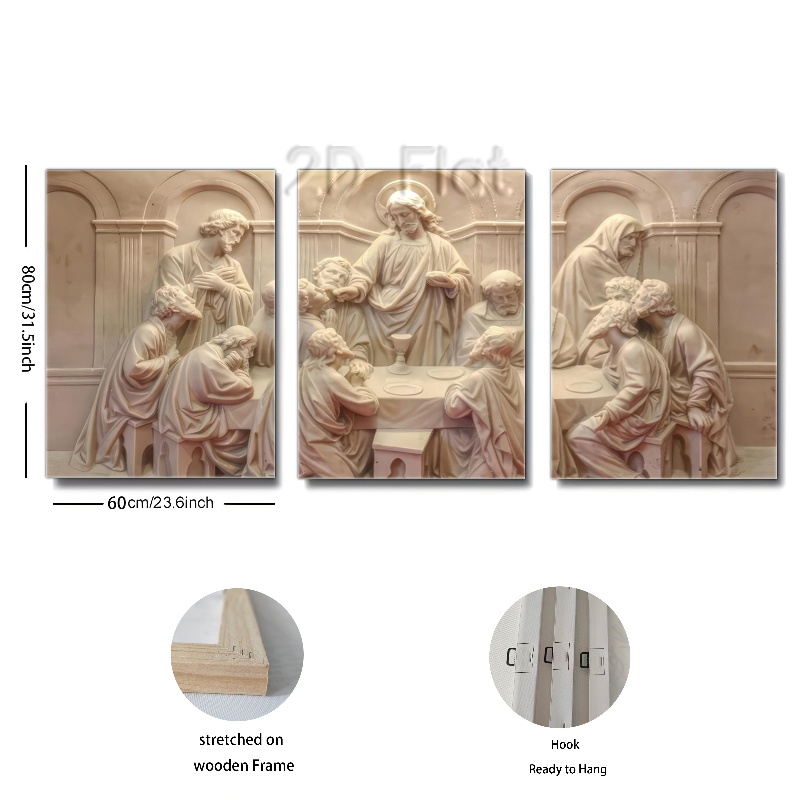 2D Flat
80cm/31.5inch
60cm/23.6inch
stretched on
wooden Frame
Hook
Ready to Hang